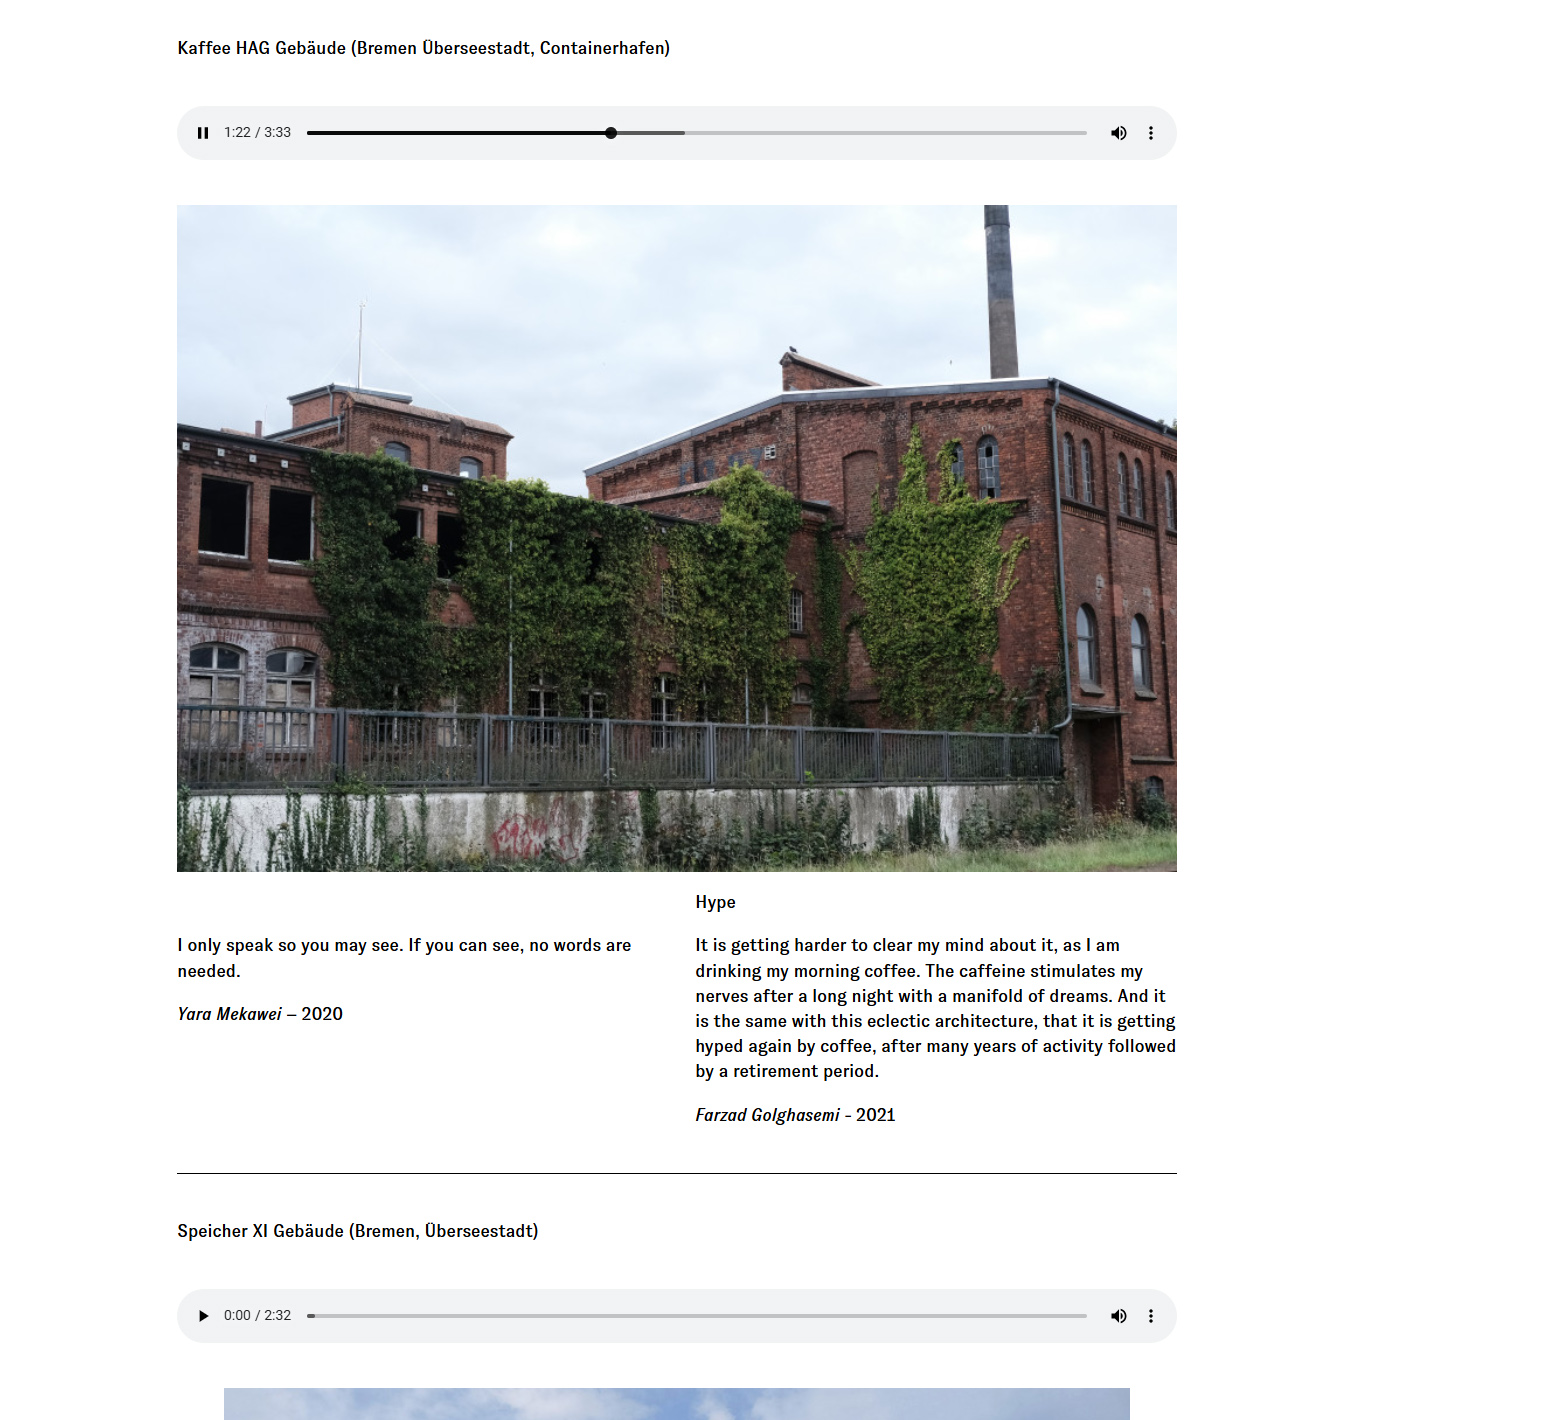 Kaffee HAG Gebäude (Bremen Überseestadt, Containerhafen)
1:22 / 3:33
I only speak so you may see. If you can see, no words are
needed.
Yara Mekawei – 2020
Hype
It is getting harder to clear my mind about it, as I am
drinking my morning coffee. The caffeine stimulates my
nerves after a long night with a manifold of dreams. And it
is the same with this eclectic architecture, that it is getting
hyped again by coffee, after many years of activity followed
by a retirement period.
Farzad Golghasemi - 2021
Speicher XI Gebäude (Bremen, Überseestadt)
0:00 / 2:32